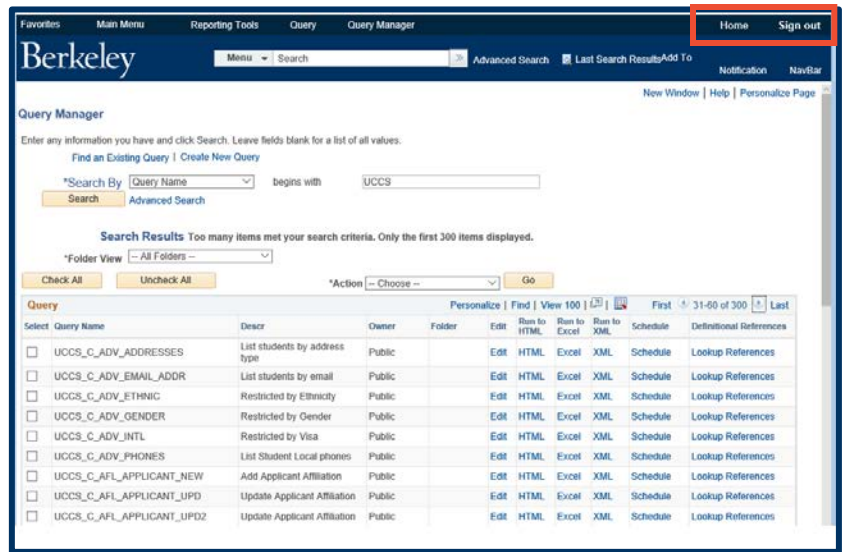 Favorites Main Menu Reporting Tools Query Query Manager Home Sign out
Berkeley Menu Search Advanced Search Last Search Results Add To Notification NavBar
New Window | Help | Personalize Page
Query Manager
Enter any information you have and click Search. Leave fields blank for a list of all values.
Find an Existing Query | Create New Query
*Search By Query Name begins with UCCS
Search Advanced Search
Search Results Too many items met your search criteria. Only the first 300 items displayed.
*Folder View -- All Folders --
Check All Uncheck All *Action -- Choose -- Go
Query Personalize | Find | View 100 | First 31-60 of 300 Last
Select Query Name Descr Owner Folder Edit Run to HTML Run to Excel Run to XML Schedule Definitional References
UCCS_C_ADV_ADDRESSES List students by address type Public Edit HTML Excel XML Schedule Lookup References
UCCS_C_ADV_EMAIL_ADDR List students by email Public Edit HTML Excel XML Schedule Lookup References
UCCS_C_ADV_ETHNIC Restricted by Ethnicity Public Edit HTML Excel XML Schedule Lookup References
UCCS_C_ADV_GENDER Restricted by Gender Public Edit HTML Excel XML Schedule Lookup References
UCCS_C_ADV_INTL Restricted by Visa Public Edit HTML Excel XML Schedule Lookup References
UCCS_C_ADV_PHONES List Student Local phones Public Edit HTML Excel XML Schedule Lookup References
UCCS_C_AFL_APPLICANT_NEW Add Applicant Affiliation Public Edit HTML Excel XML Schedule Lookup References
UCCS_C_AFL_APPLICANT_UPD Update Applicant Affiliation Public Edit HTML Excel XML Schedule Lookup References
UCCS_C_AFL_APPLICANT_UPD2 Update Applicant Affiliation Public Edit HTML Excel XML Schedule Lookup References